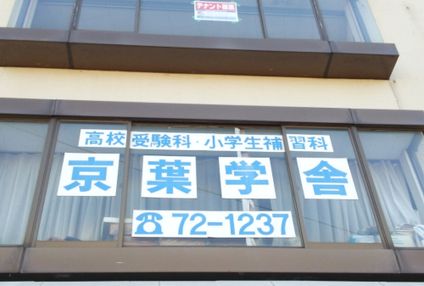 テナント募集
高校受験科・小学生補習科
京葉学舎
☎72-1237